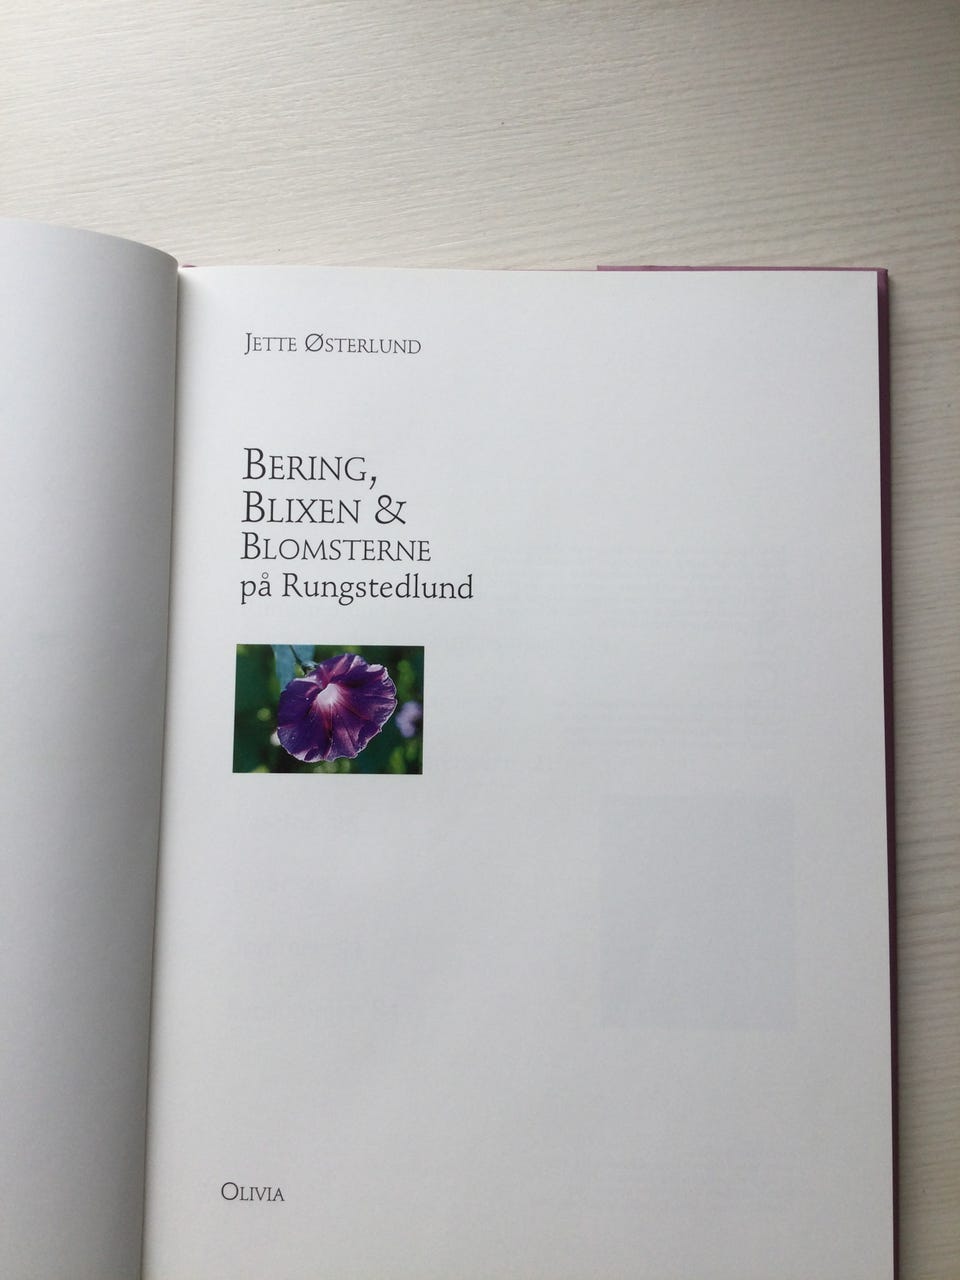 Jette Østerlund
Bering,
Blixen &
Blomsterne
på Rungstedlund
Olivia